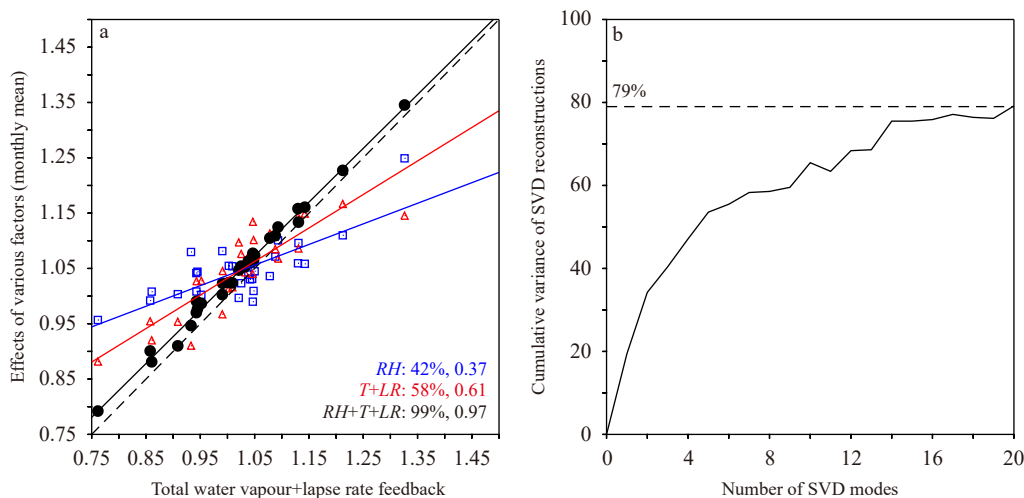 a
Effects of various factors (monthly mean)
1.45
1.35
1.25
1.15
1.05
0.95
0.85
0.75
RH: 42%, 0.37
T+LR: 58%, 0.61
RH+T+LR: 99%, 0.97
0.75 0.85 0.95 1.05 1.15 1.25 1.35 1.45
Total water vapour+lapse rate feedback
b
Cumulative variance of SVD reconstructions
100
80
60
40
20
0
79%
0 4 8 12 16 20
Number of SVD modes